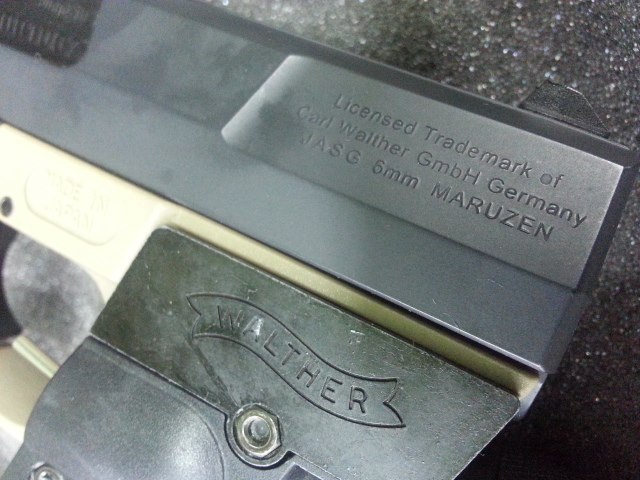 Licensed Trademark of
Carl Walther GmbH Germany
JASG 6mm MARUZEN
MADE IN
JAPAN
WALTHER